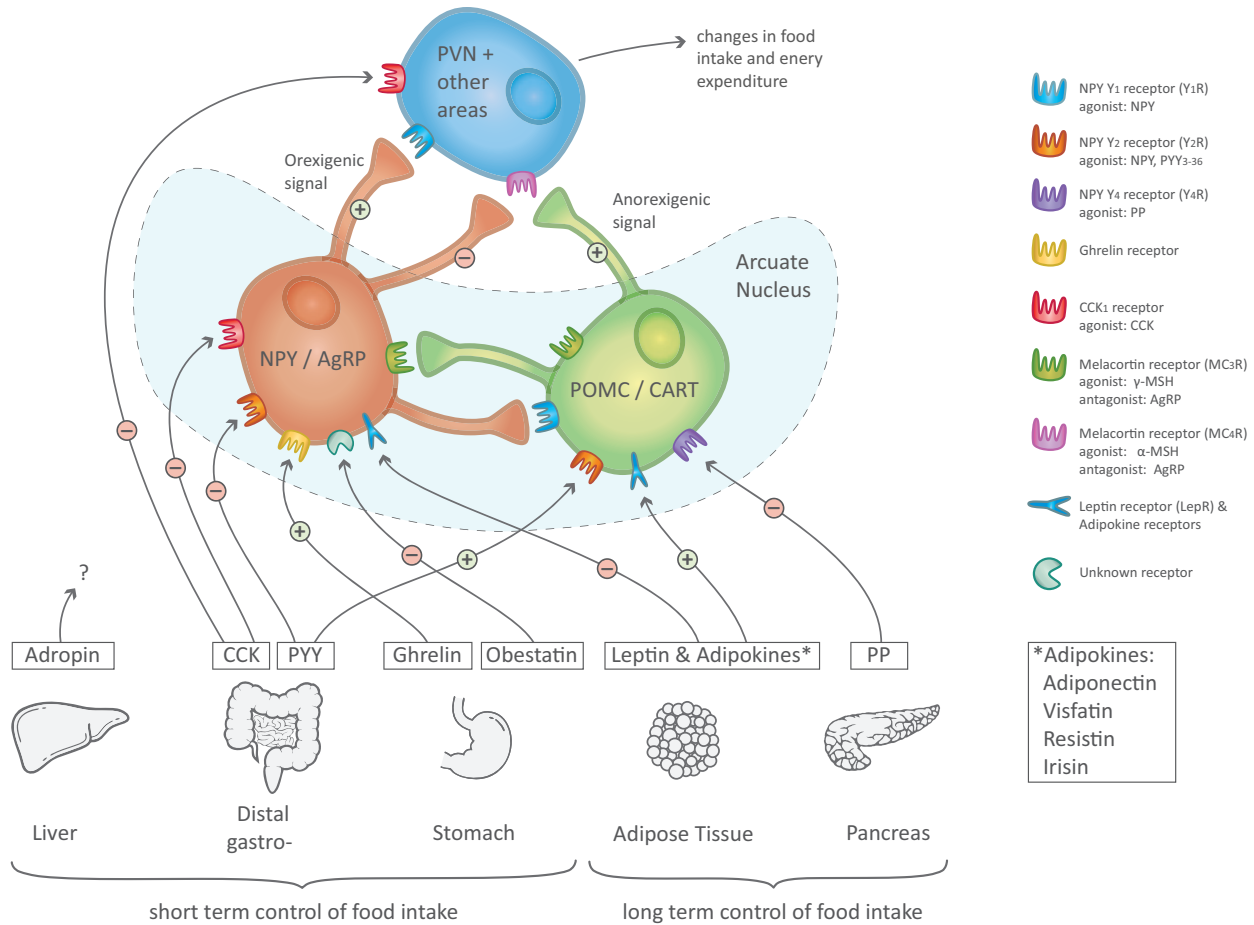 PVN +
other
areas
changes in food
intake and enery
expenditure
Orexigenic
signal
+
−
Anorexigenic
signal
+
Arcuate
Nucleus
NPY / AgRP
POMC / CART
−
−
−
+
−
+
−
+
−
?
Adropin
CCK
PYY
Ghrelin
Obestatin
Leptin & Adipokines*
PP
Liver
Distal
gastro-
Stomach
Adipose Tissue
Pancreas
short term control of food intake
long term control of food intake
NPY Y1 receptor (Y1R)
agonist: NPY
NPY Y2 receptor (Y2R)
agonist: NPY, PYY3-36
NPY Y4 receptor (Y4R)
agonist: PP
Ghrelin receptor
CCK1 receptor
agonist: CCK
Melacortin receptor (MC3R)
agonist: γ-MSH
antagonist: AgRP
Melacortin receptor (MC4R)
agonist: α-MSH
antagonist: AgRP
Leptin receptor (LepR) &
Adipokine receptors
Unknown receptor
*Adipokines:
Adiponectin
Visfatin
Resistin
Irisin